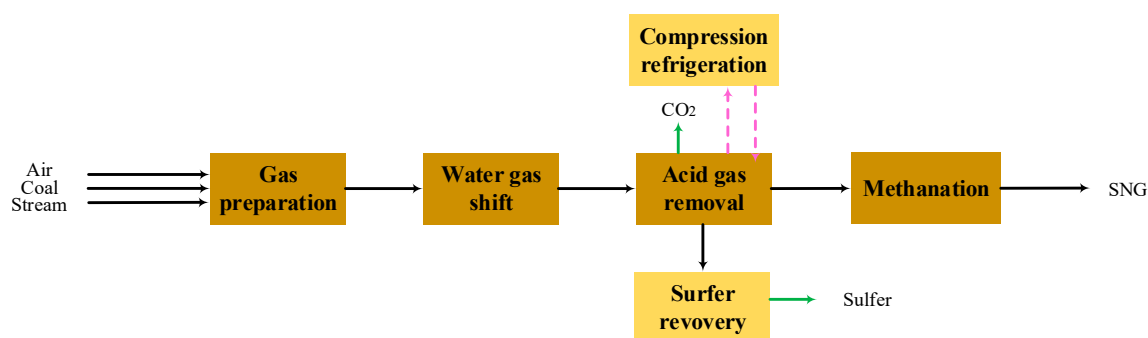 Compression
refrigeration
CO2
Air
Coal
Stream
Gas
preparation
Water gas
shift
Acid gas
removal
Methanation
SNG
Surfer
revovery
Sulfer